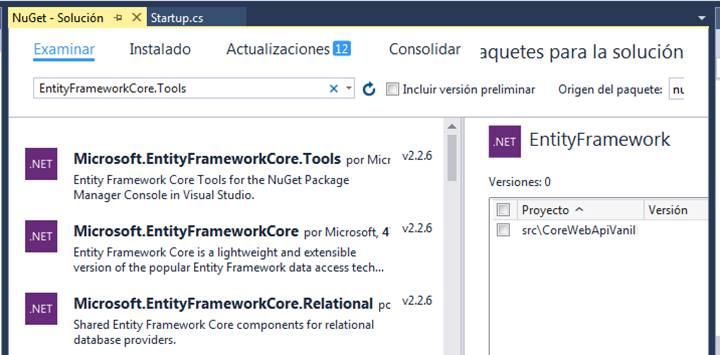 NuGet - Solución
Startup.cs
Examinar Instalado Actualizaciones 12 Consolidar
aquetes para la solución
EntityFrameworkCore.Tools
Incluir versión preliminar
Origen del paquete: nu
.NET
Microsoft.EntityFrameworkCore.Tools por Micr v2.2.6
Entity Framework Core Tools for the NuGet Package
Manager Console in Visual Studio.
.NET
Microsoft.EntityFrameworkCore por Microsoft, 4 v2.2.6
Entity Framework Core is a lightweight and extensible
version of the popular Entity Framework data access tech...
.NET
Microsoft.EntityFrameworkCore.Relational po v2.2.6
Shared Entity Framework Core components for relational
database providers.
.NET
EntityFramework
Versiones: 0
Proyecto Versión
src\CoreWebApiVanil